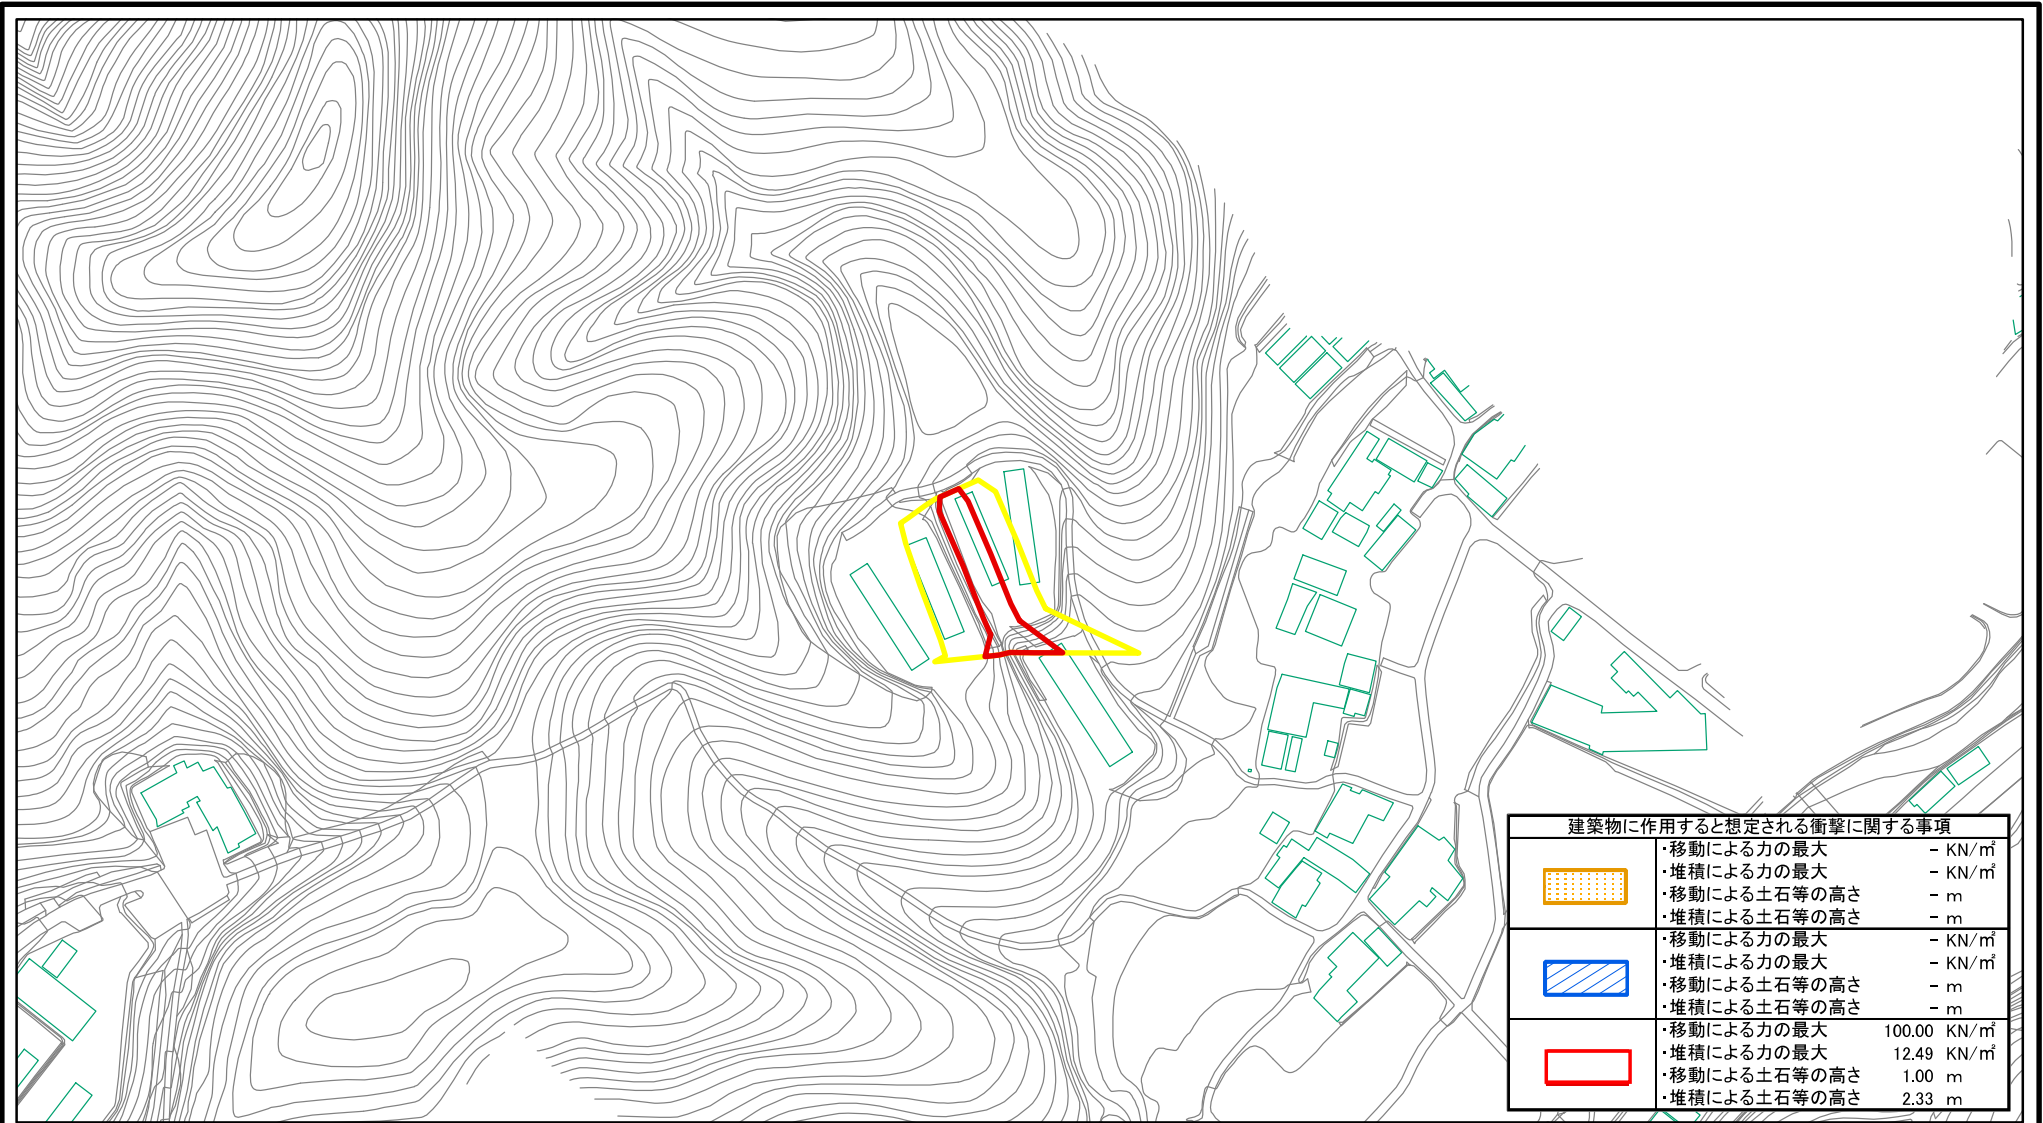 建築物に作用すると想定される衝撃に関する事項
・移動による力の最大 - KN/㎡
・堆積による力の最大 - KN/㎡
・移動による土石等の高さ - m
・堆積による土石等の高さ - m
・移動による力の最大 - KN/㎡
・堆積による力の最大 - KN/㎡
・移動による土石等の高さ - m
・堆積による土石等の高さ - m
・移動による力の最大 100.00 KN/㎡
・堆積による力の最大 12.49 KN/㎡
・移動による土石等の高さ 1.00 m
・堆積による土石等の高さ 2.33 m